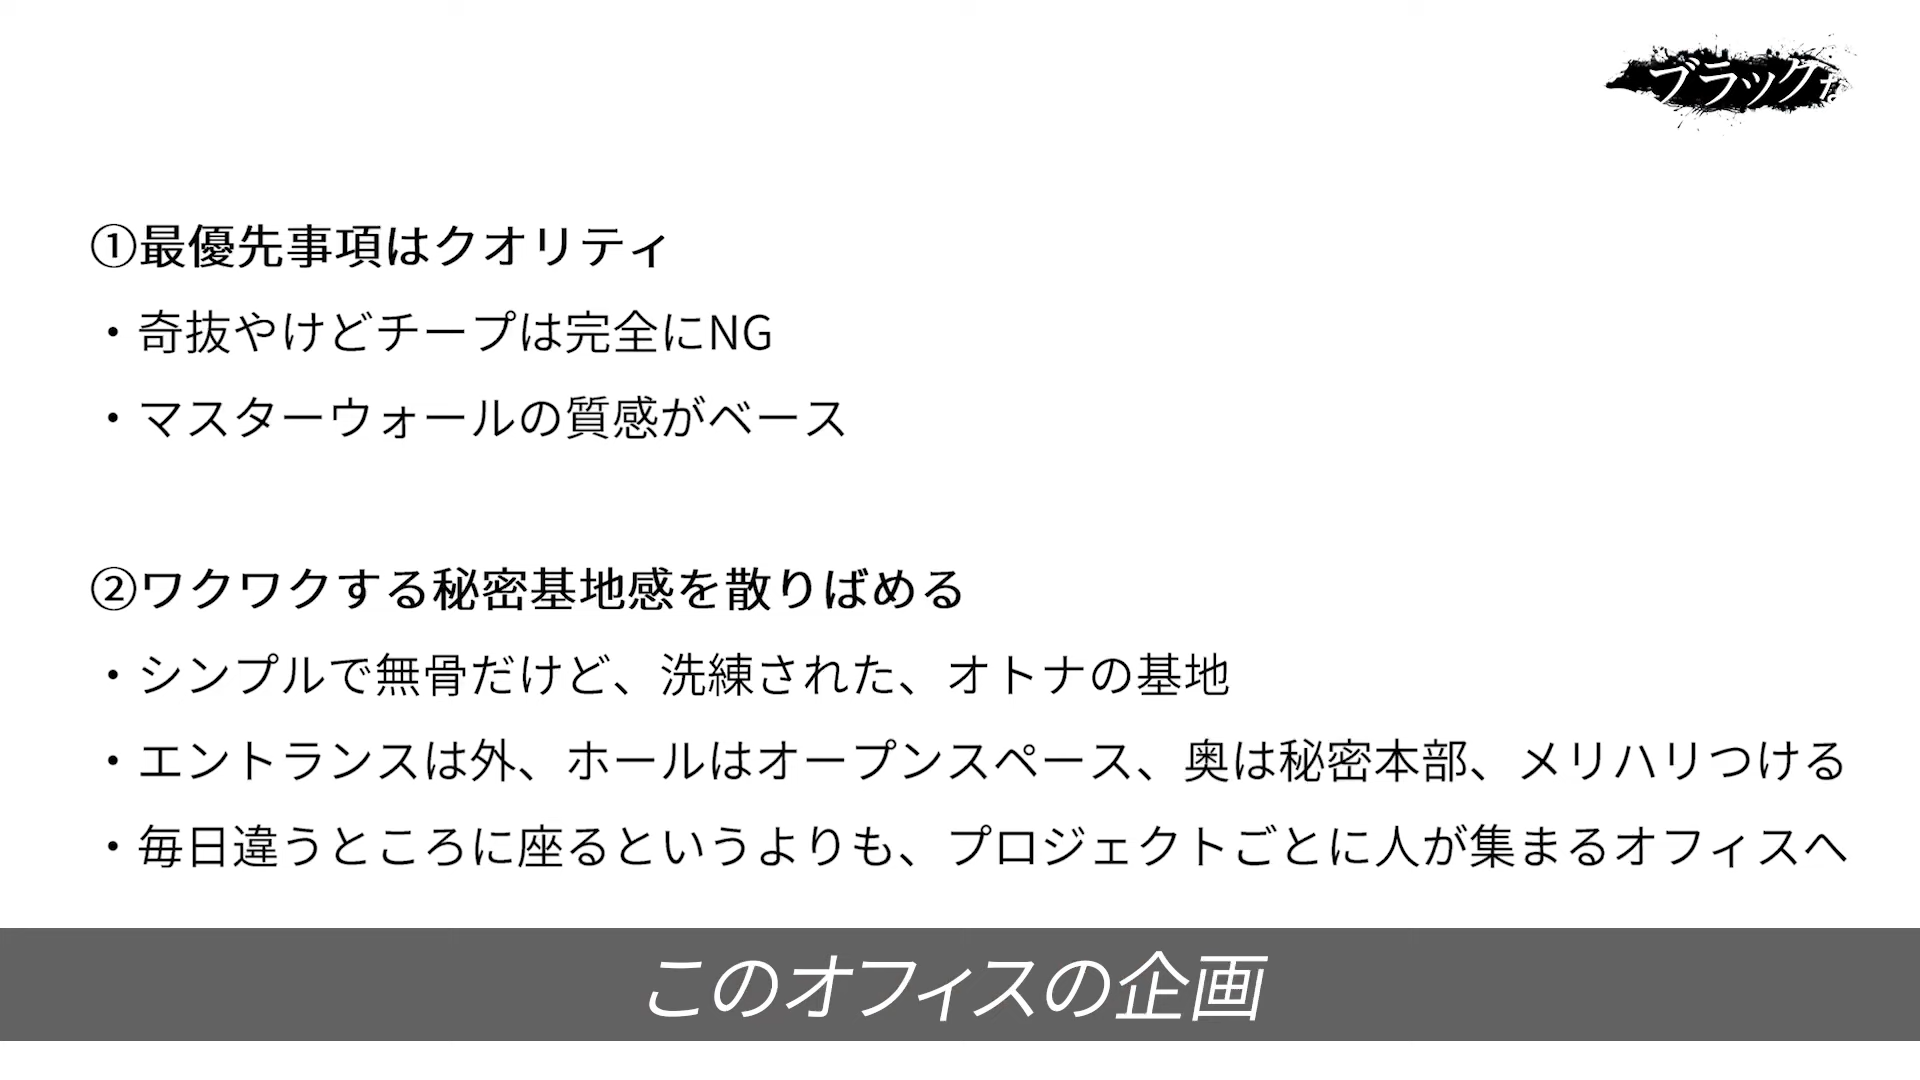 ブラックな
①最優先事項はクオリティ
・奇抜やけどチープは完全にNG
・マスターウォールの質感がベース
②ワクワクする秘密基地感を散りばめる
・シンプルで無骨だけど、洗練された、オトナの基地
・エントランスは外、ホールはオープンスペース、奥は秘密本部、メリハリつける
・毎日違うところに座るというよりも、プロジェクトごとに人が集まるオフィスへ
このオフィスの企画